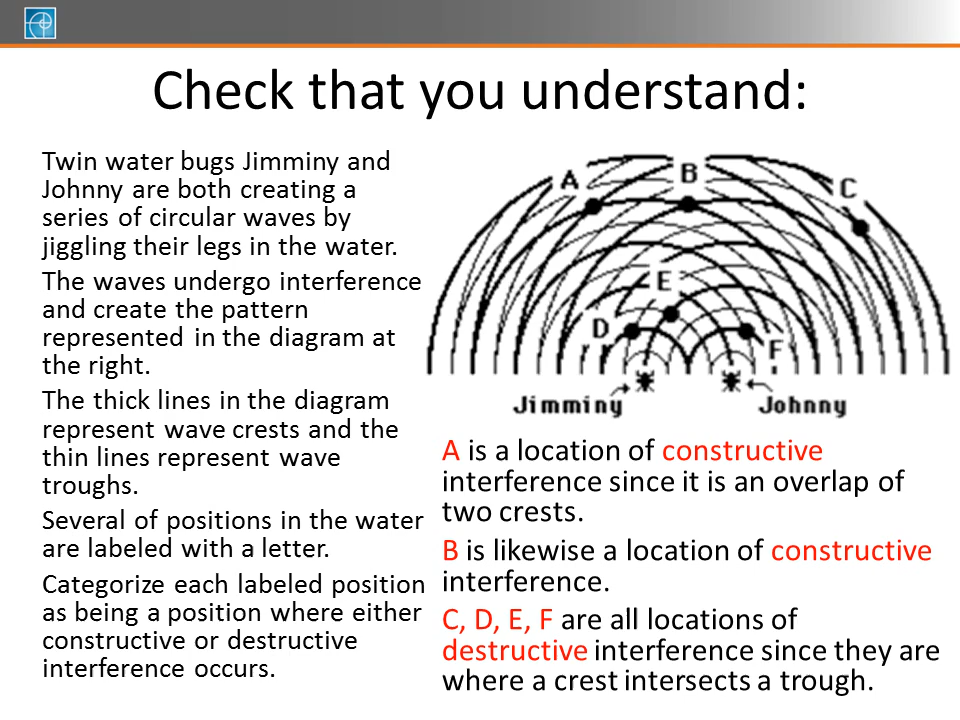 Check that you understand:
Twin water bugs Jimminy and
Johnny are both creating a
series of circular waves by
jiggling their legs in the water.
The waves undergo interference
and create the pattern
represented in the diagram at
the right.
The thick lines in the diagram
represent wave crests and the
thin lines represent wave
troughs.
Several of positions in the water
are labeled with a letter.
Categorize each labeled position
as being a position where either
constructive or destructive
interference occurs.
A
B
C
E
D
F
Jimminy
Johnny
A is a location of constructive
interference since it is an overlap of
two crests.
B is likewise a location of constructive
interference.
C, D, E, F are all locations of
destructive interference since they are
where a crest intersects a trough.